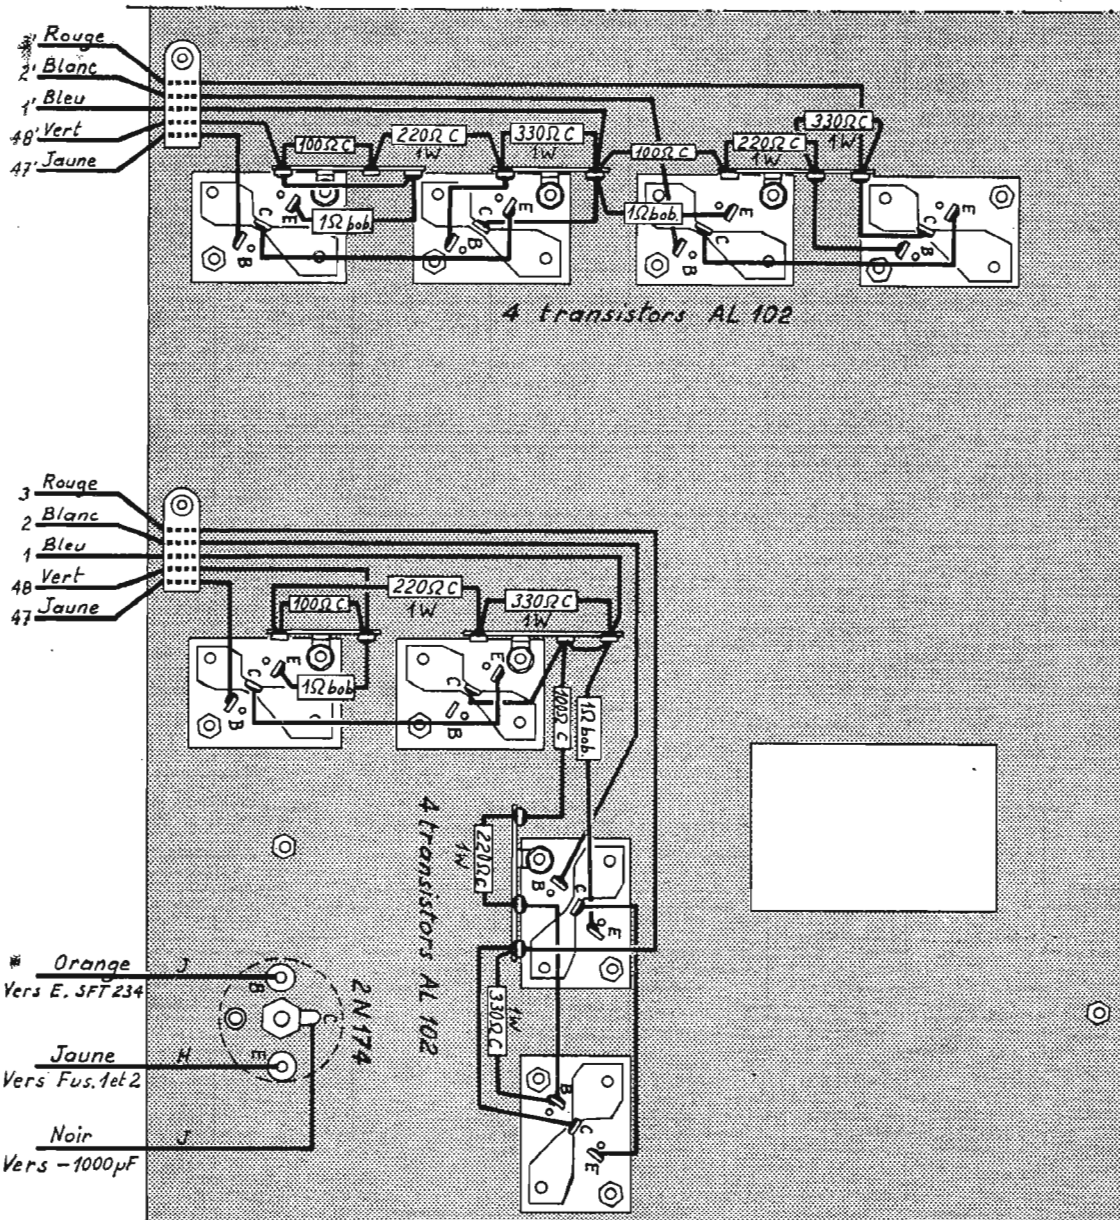 3' Rouge
2' Blanc
1' Bleu
48' Vert
47' Jaune
100Ω C
220Ω C
1W
330Ω C
1W
100Ω C
220Ω C
1W
330Ω C
1W
E
C
1Ω bob.
B
E
C
B
1Ω bob.
E
C
B
E
C
B
4 transistors AL 102
3 Rouge
2 Blanc
1 Bleu
48 Vert
47 Jaune
100Ω C
220Ω C
1W
330Ω C
1W
E
C
1Ω bob.
B
E
C
B
100Ω C
1Ω bob.
220Ω C
1W
B
C
E
4 transistors AL 102
330Ω C
1W
B
C
E
* Orange J
Vers E. SFT 234
B
C
E
2N174
Jaune H
Vers Fus. 1 et 2
Noir J
Vers - 1000µF